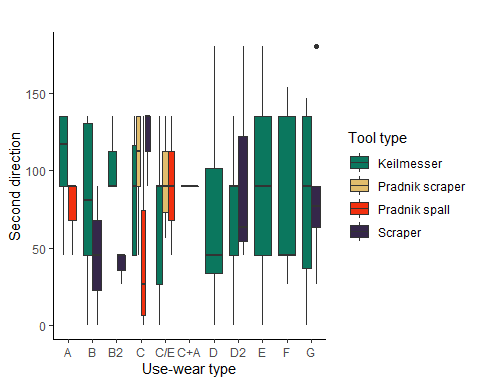 Second direction
150
100
50
0
A B B2 C C/E C+A D D2 E F G
Use-wear type
Tool type
Keilmesser
Pradnik scraper
Pradnik spall
Scraper